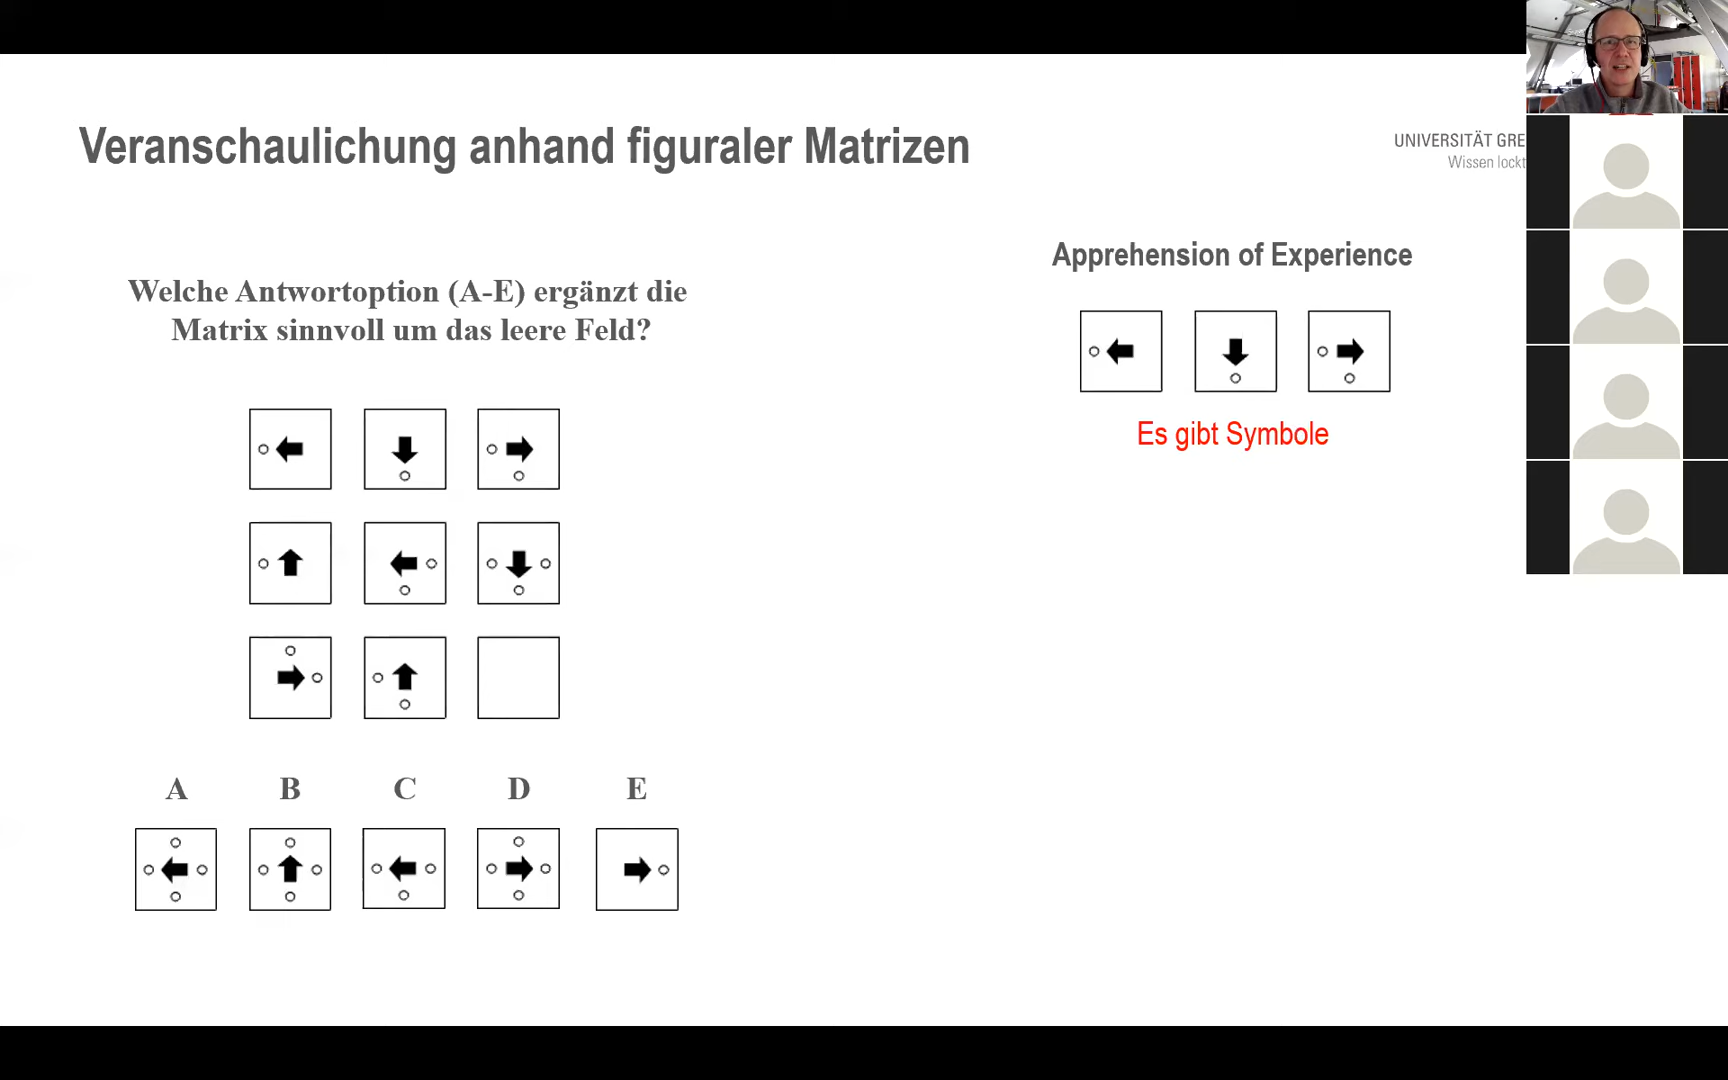 Veranschaulichung anhand figuraler Matrizen
UNIVERSITÄT GRE
Wissen lockt
Apprehension of Experience
Welche Antwortoption (A-E) ergänzt die
Matrix sinnvoll um das leere Feld?
Es gibt Symbole
A B C D E